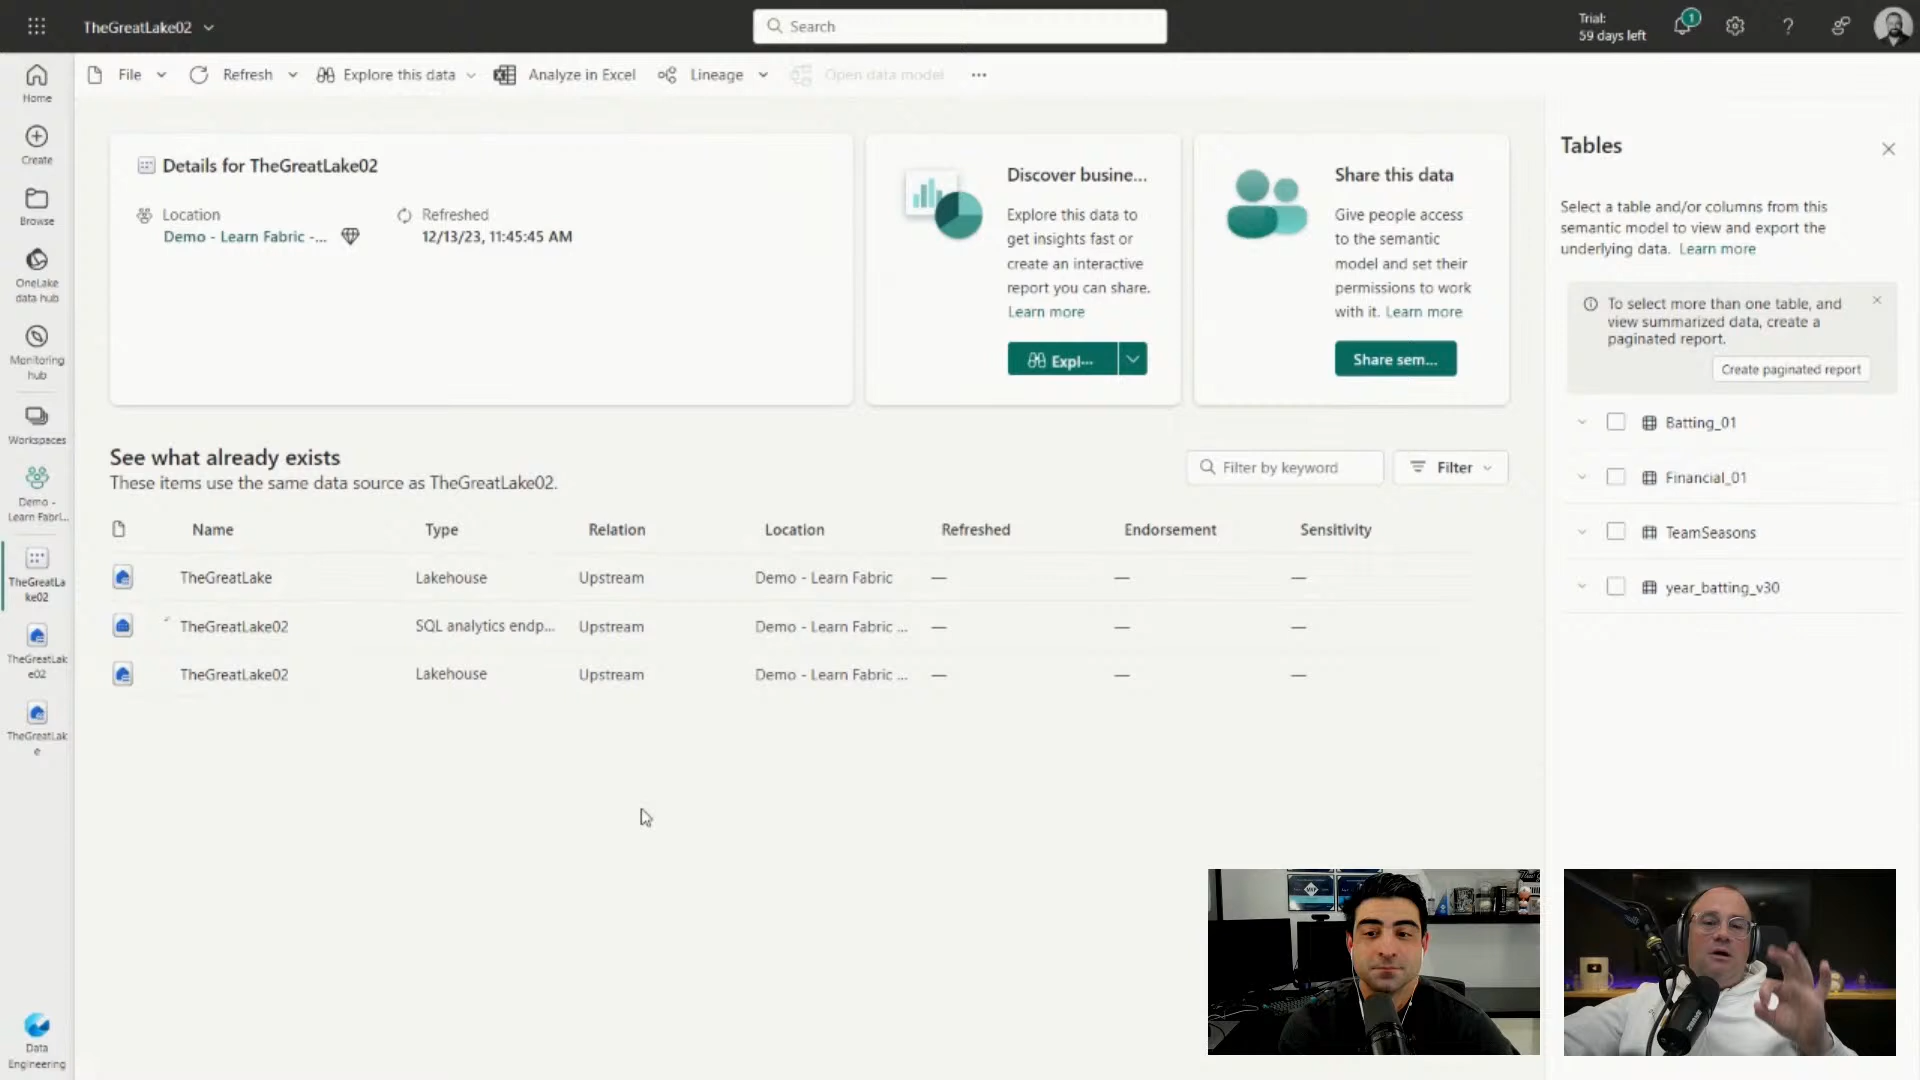 TheGreatLake02
Search
Trial:
59 days left
1
File
Refresh
Explore this data
Analyze in Excel
Lineage
Open data model
Home
Create
Browse
OneLake
data hub
Monitoring
hub
Workspaces
Demo -
Learn Fabri...
TheGreatLa
ke02
TheGreatLak
e02
TheGreatLak
e
Data
Engineering
Details for TheGreatLake02
Location
Demo - Learn Fabric -...
Refreshed
12/13/23, 11:45:45 AM
Discover busine...
Explore this data to
get insights fast or
create an interactive
report you can share.
Learn more
Expl...
Share this data
Give people access
to the semantic
model and set their
permissions to work
with it. Learn more
Share sem...
See what already exists
These items use the same data source as TheGreatLake02.
Filter by keyword
Filter
Name Type Relation Location Refreshed Endorsement Sensitivity
TheGreatLake Lakehouse Upstream Demo - Learn Fabric — — —
TheGreatLake02 SQL analytics endp... Upstream Demo - Learn Fabric ... — — —
TheGreatLake02 Lakehouse Upstream Demo - Learn Fabric ... — — —
Tables
Select a table and/or columns from this
semantic model to view and export the
underlying data. Learn more
To select more than one table, and
view summarized data, create a
paginated report.
Create paginated report
Batting_01
Financial_01
TeamSeasons
year_batting_v30